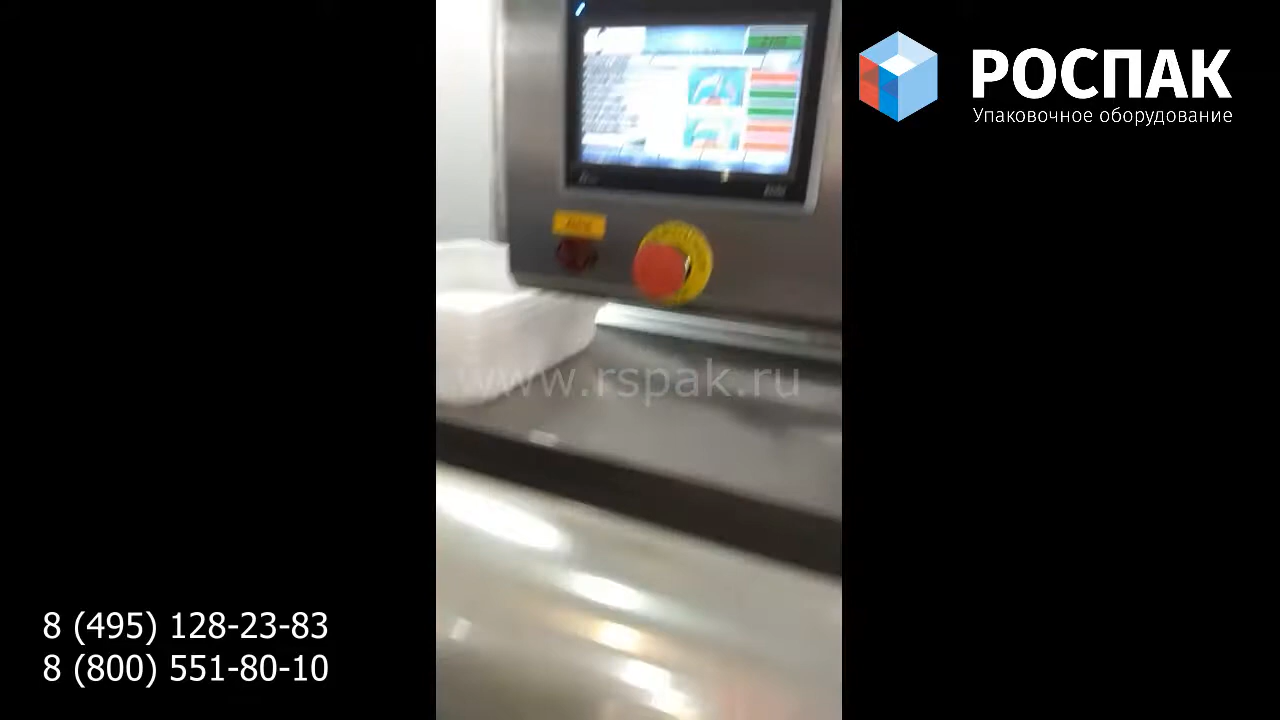 РОСПАК
Упаковочное оборудование
www.rspak.ru
8 (495) 128-23-83
8 (800) 551-80-10